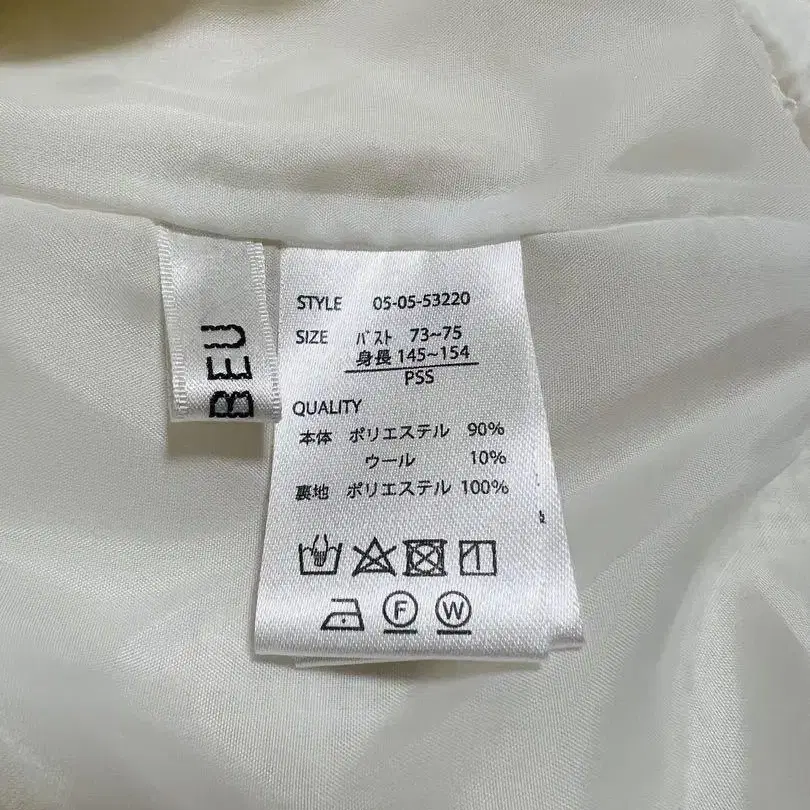 BEU
STYLE 05-05-53220
SIZE バスト 73~75
身長 145~154
PSS
QUALITY
本体 ポリエステル 90%
ウール 10%
裏地 ポリエステル 100%
F W